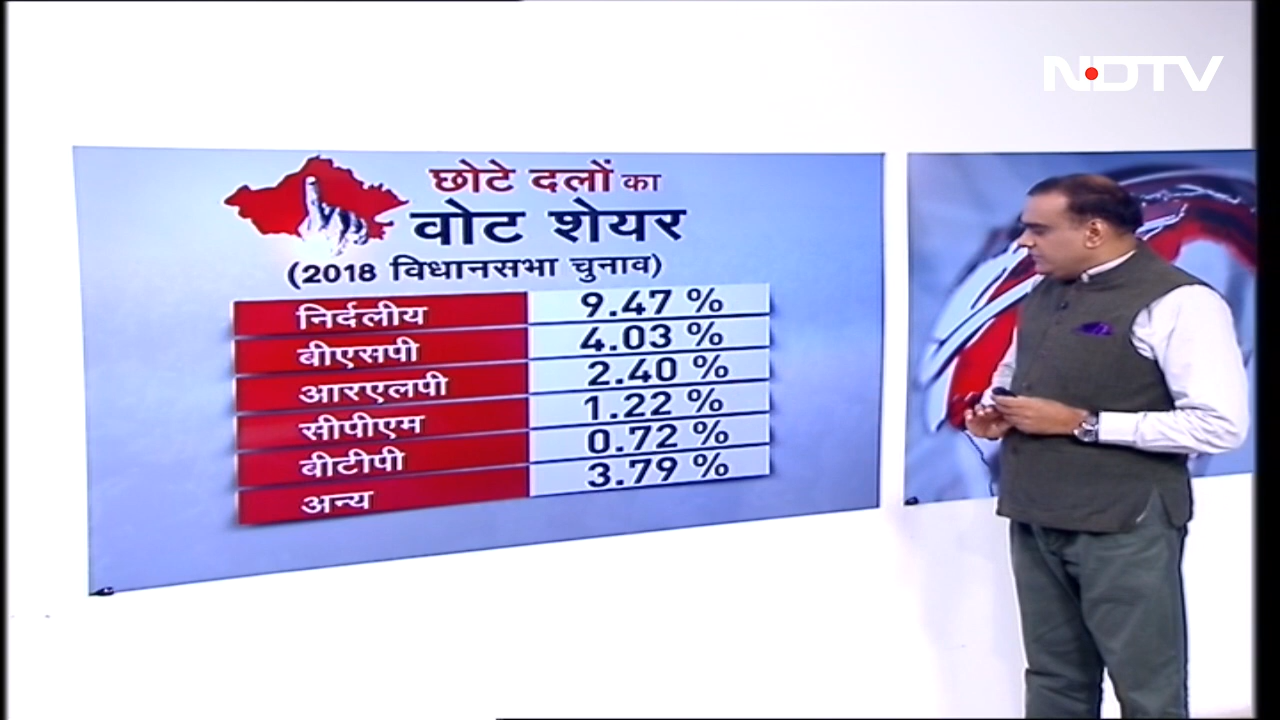 NDTV
छोटे दलों का
वोट शेयर
(2018 विधानसभा चुनाव)
निर्दलीय 9.47 %
बीएसपी 4.03 %
आरएलपी 2.40 %
सीपीएम 1.22 %
बीटीपी 0.72 %
अन्य 3.79 %